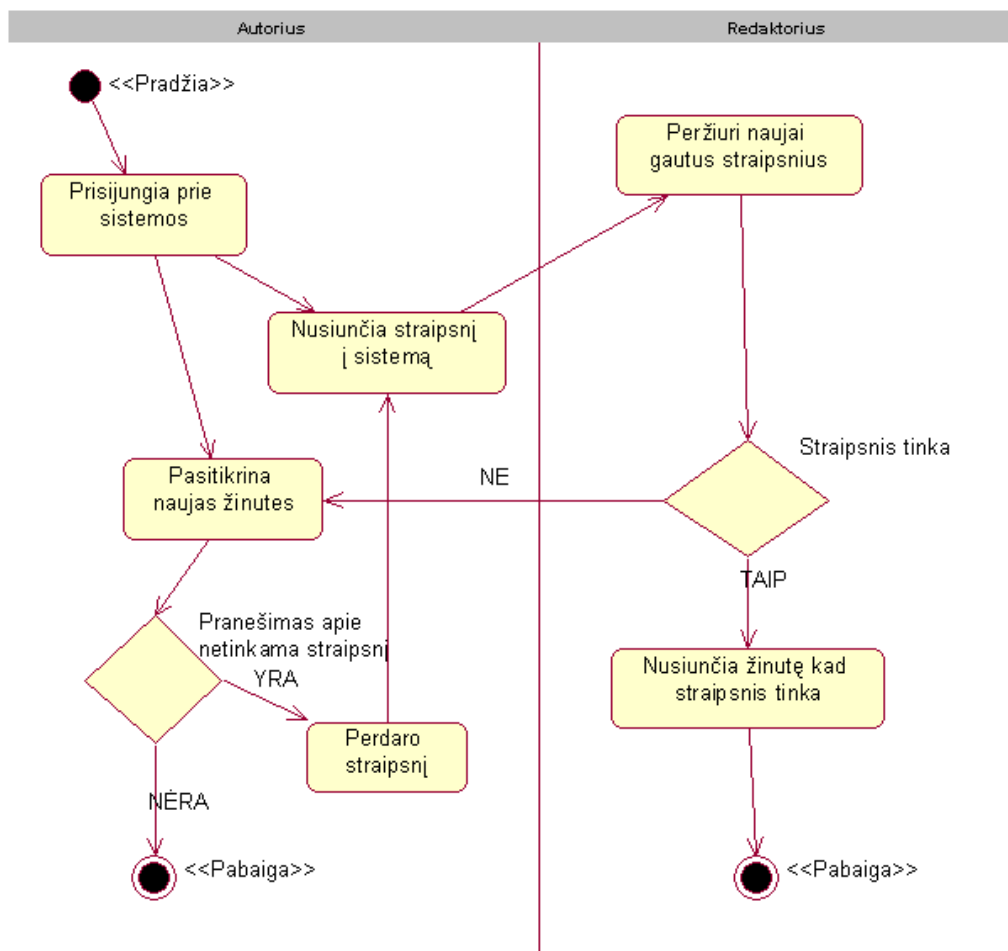 Autorius
Redaktorius
<<Pradžia>>
Peržiuri naujai
gautus straipsnius
Prisijungia prie
sistemos
Nusiunčia straipsnį
į sistemą
Straipsnis tinka
Pasitikrina
naujas žinutes
NE
TAIP
Pranešimas apie
netinkama straipsnį
YRA
Nusiunčia žinutę kad
straipsnis tinka
Perdaro
straipsnį
NĖRA
<<Pabaiga>>
<<Pabaiga>>